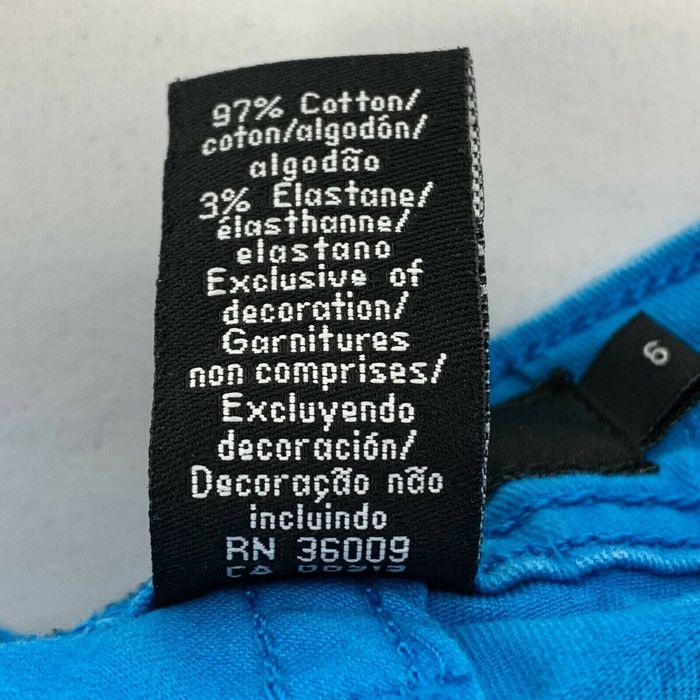 97% Cotton/
coton/algodón/
algodão
3% Elastane/
élasthanne/
elastano
Exclusive of
decoration/
Garnitures
non comprises/
Excluyendo
decoración/
Decoração não
incluindo
RN 36009
CA
6